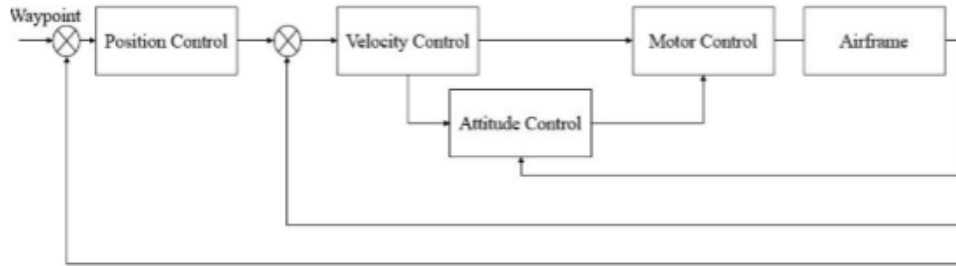 Waypoint
Position Control
Velocity Control
Motor Control
Airframe
Attitude Control